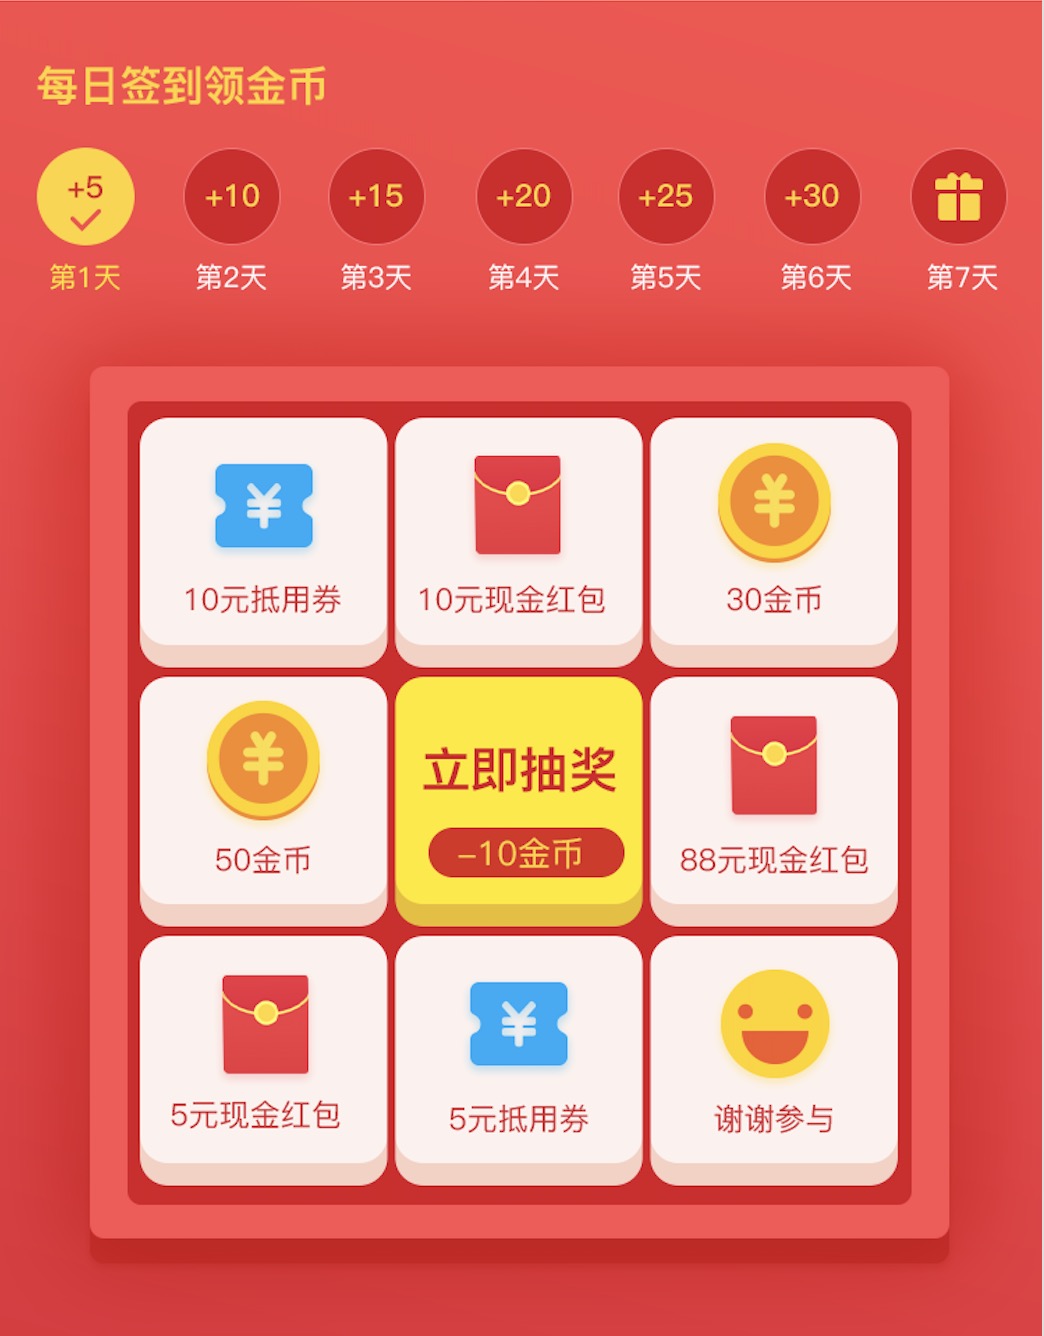 每日签到领金币
+5 +10 +15 +20 +25 +30
第1天 第2天 第3天 第4天 第5天 第6天 第7天
¥ ¥
10元抵用券 10元现金红包 30金币
¥
立即抽奖
-10金币
50金币 88元现金红包
¥
5元现金红包 5元抵用券 谢谢参与